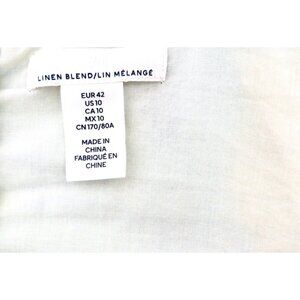 LINEN BLEND/LIN MÉLANGÉ
EUR 42
US 10
CA 10
MX 10
CN 170/80A
MADE IN
CHINA
FABRIQUÉ EN
CHINE